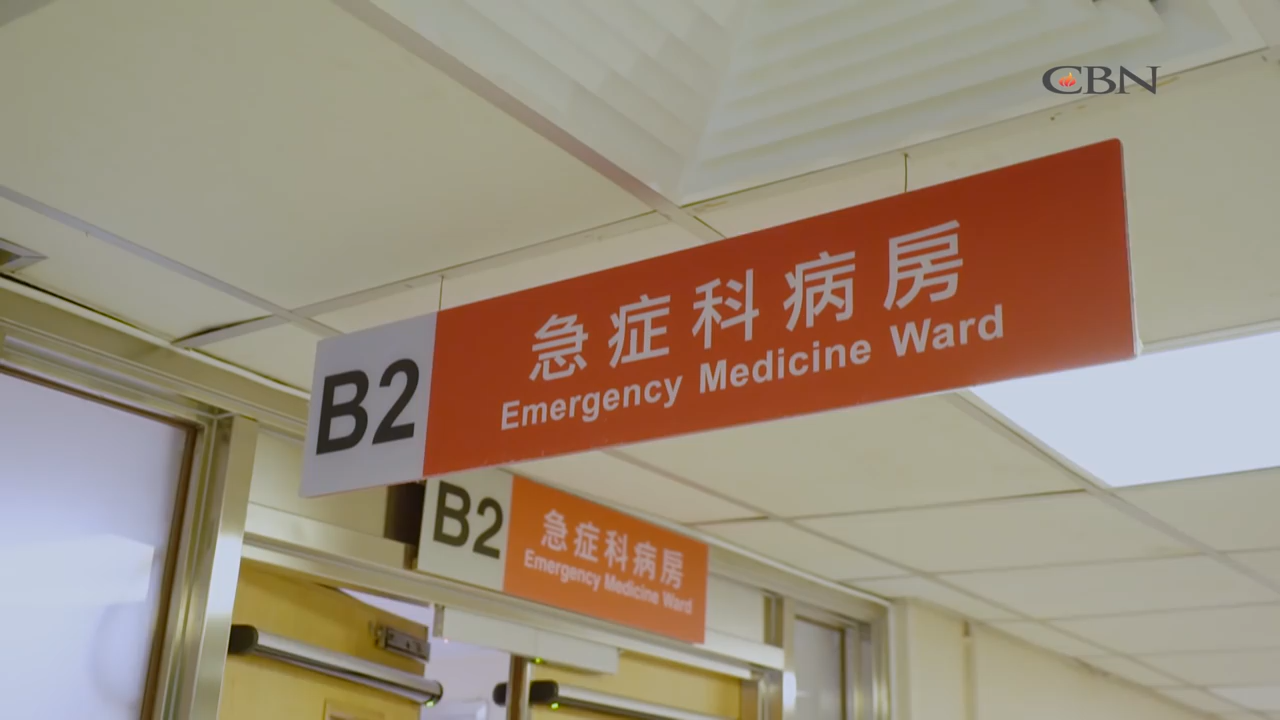 CBN
B2
急症科病房
Emergency Medicine Ward
B2
急症科病房
Emergency Medicine Ward